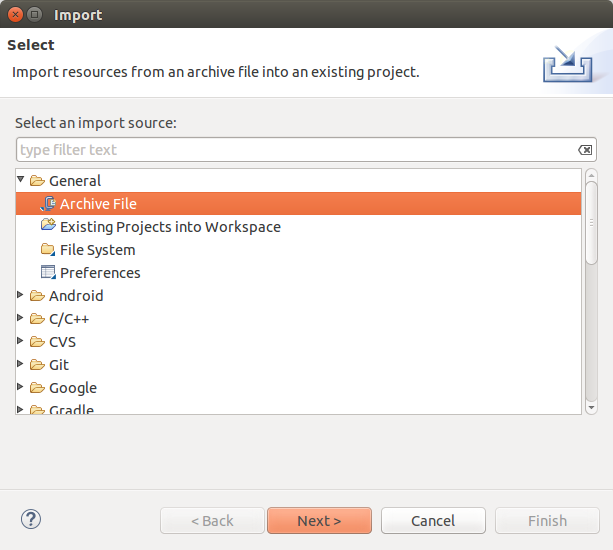 Import
Select
Import resources from an archive file into an existing project.
Select an import source:
type filter text
General
Archive File
Existing Projects into Workspace
File System
Preferences
Android
C/C++
CVS
Git
Google
Gradle
?
< Back
Next >
Cancel
Finish